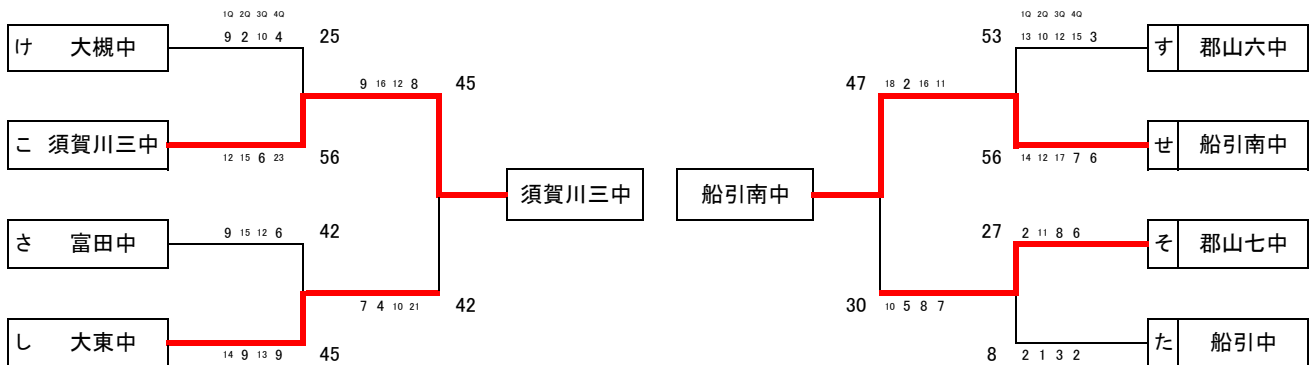 1Q 2Q 3Q 4Q
け 大槻中 9 2 10 4 25
9 16 12 8 45
こ 須賀川三中 12 15 6 23 56
須賀川三中
さ 富田中 9 15 12 6 42
7 4 10 21 42
し 大東中 14 9 13 9 45
1Q 2Q 3Q 4Q
53 13 10 12 15 3 す 郡山六中
47 18 2 16 11
56 14 12 17 7 6 せ 船引南中
船引南中
27 2 11 8 6 そ 郡山七中
30 10 5 8 7
8 2 1 3 2 た 船引中